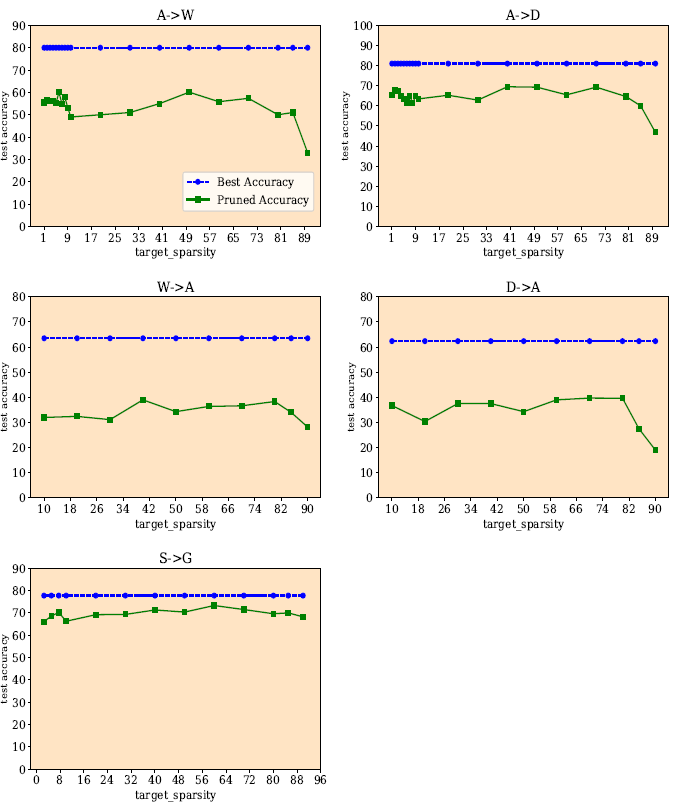 A->W
90
80
70
60
50
40
30
20
10
0
test accuracy
Best Accuracy
Pruned Accuracy
1 9 17 25 33 41 49 57 65 73 81 89
target_sparsity
A->D
100
90
80
70
60
50
40
30
20
10
0
test accuracy
1 9 17 25 33 41 49 57 65 73 81 89
target_sparsity
W->A
80
70
60
50
40
30
20
10
0
test accuracy
10 18 26 34 42 50 58 66 74 82 90
target_sparsity
D->A
80
70
60
50
40
30
20
10
0
test accuracy
10 18 26 34 42 50 58 66 74 82 90
target_sparsity
S->G
90
80
70
60
50
40
30
20
10
0
test accuracy
0 8 16 24 32 40 48 56 64 72 80 88 96
target_sparsity